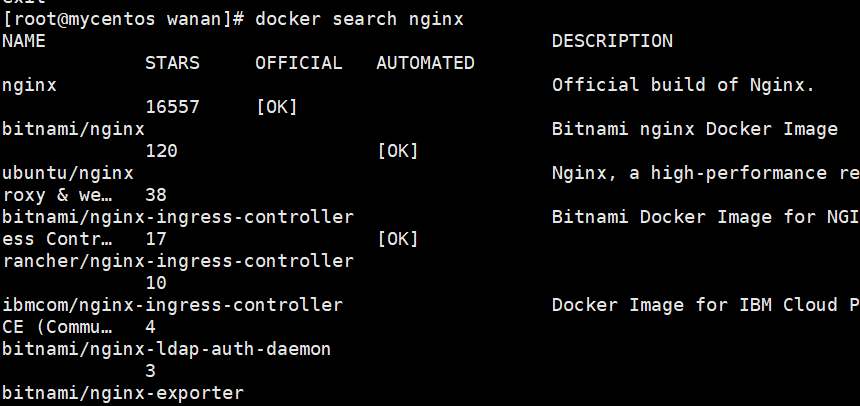 exit
[root@mycentos wanan]# docker search nginx
NAME DESCRIPTION
STARS OFFICIAL AUTOMATED
nginx Official build of Nginx.
16557 [OK]
bitnami/nginx Bitnami nginx Docker Image
120 [OK]
ubuntu/nginx Nginx, a high-performance re
roxy & we… 38
bitnami/nginx-ingress-controller Bitnami Docker Image for NGI
ess Contr… 17 [OK]
rancher/nginx-ingress-controller
10
ibmcom/nginx-ingress-controller Docker Image for IBM Cloud P
CE (Commu… 4
bitnami/nginx-ldap-auth-daemon
3
bitnami/nginx-exporter